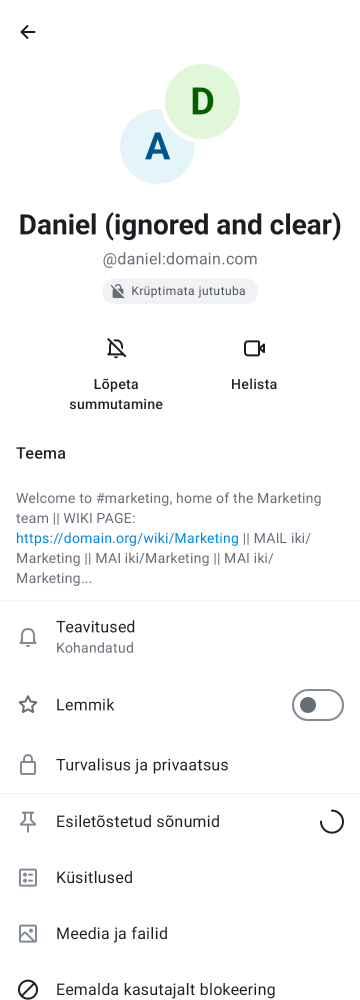 D
A
Daniel (ignored and clear)
@daniel:domain.com
Krüptimata jututuba
Lõpeta
summutamine
Helista
Teema
Welcome to #marketing, home of the Marketing
team || WIKI PAGE:
https://domain.org/wiki/Marketing || MAIL iki/
Marketing || MAI iki/Marketing || MAI iki/
Marketing...
Teavitused
Kohandatud
Lemmik
Turvalisus ja privaatsus
Esiletõstetud sõnumid
Küsitlused
Meedia ja failid
Eemalda kasutajalt blokeering